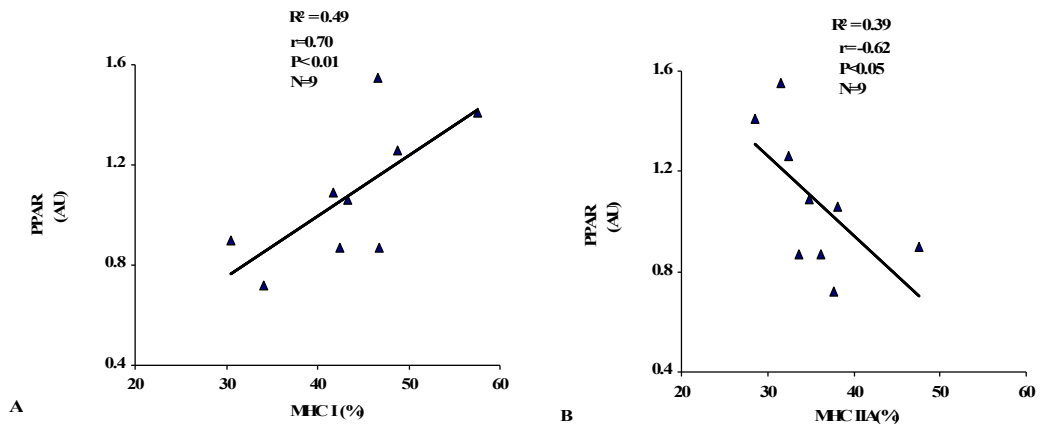 R² = 0.49
r=0.70
P<0.01
N=9
1.6
1.2
0.8
0.4
PPAR
(AU)
20 30 40 50 60
MHC I (%)
A
R² = 0.39
r=-0.62
P<0.05
N=9
1.6
1.2
0.8
0.4
PPAR
(AU)
20 30 40 50 60
MHC IIA(%)
B